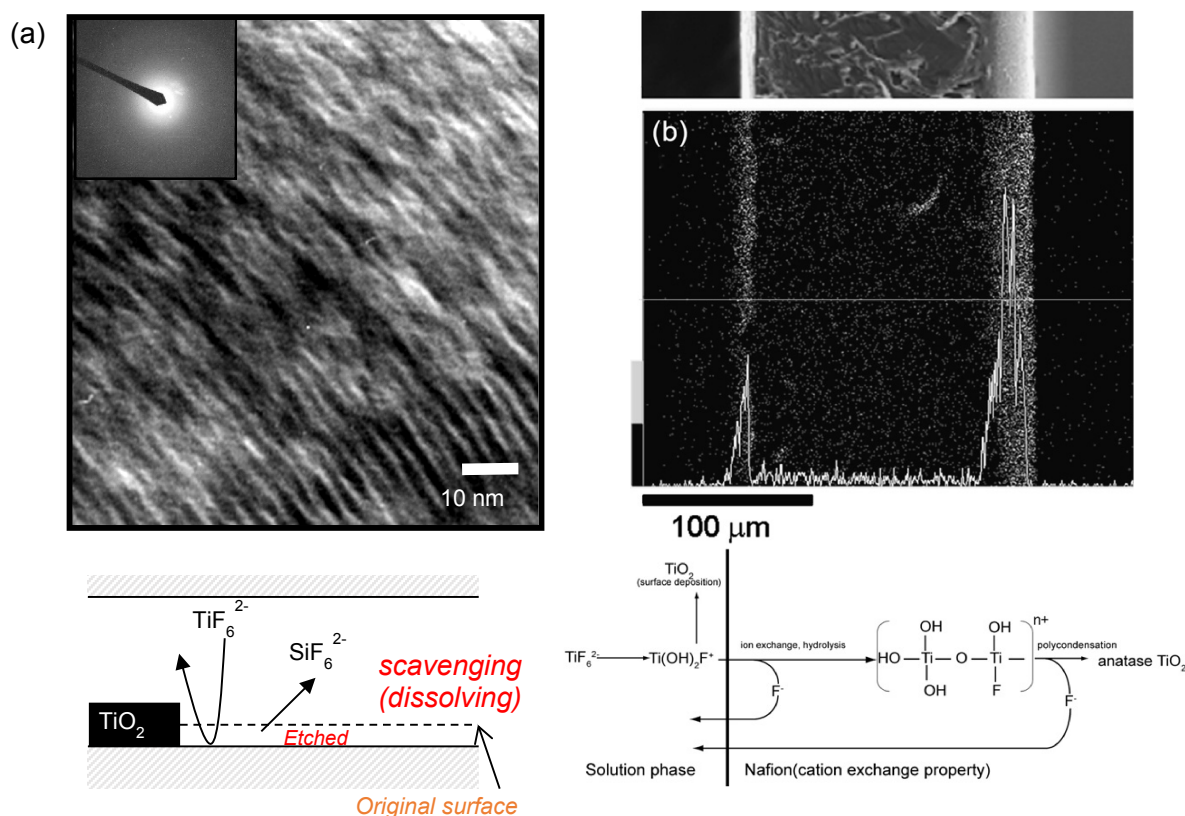 (a)
10 nm
(b)
100 μm
TiF6 2-
SiF6 2-
scavenging
(dissolving)
TiO2
Etched
Original surface
TiO2
(surface deposition)
TiF6 2-
Ti(OH)2F+
ion exchange, hydrolysis
F-
OH OH n+
HO Ti O Ti
OH F
polycondensation
anatase TiO2
F-
Solution phase
Nafion(cation exchange property)